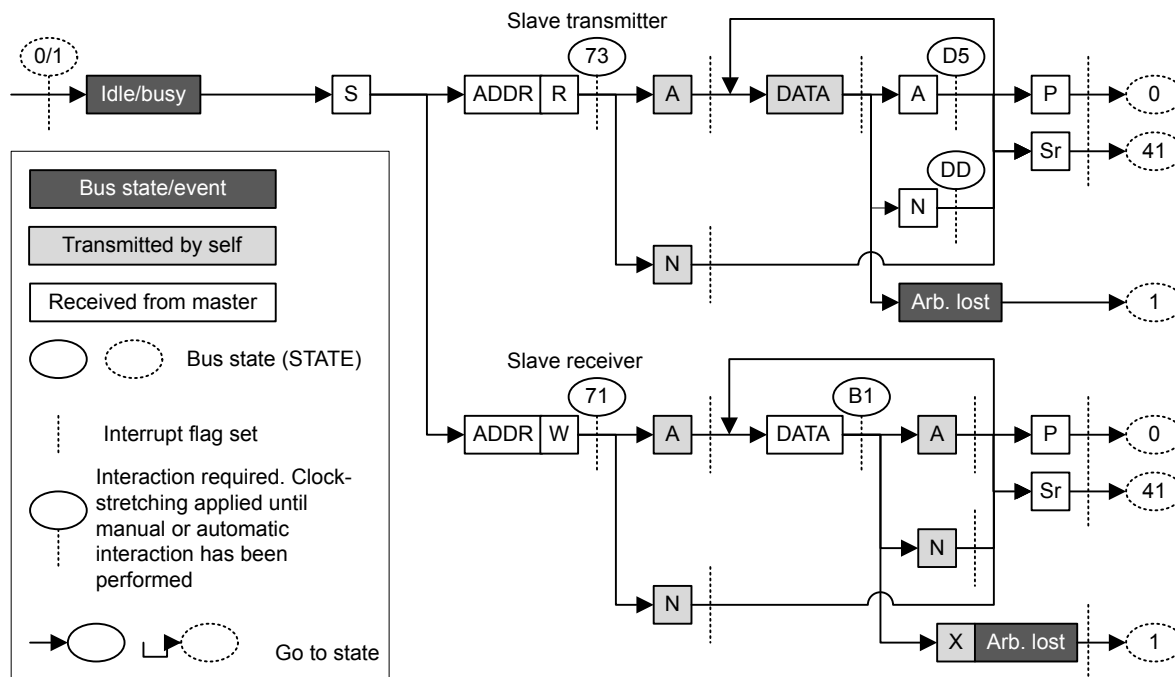 Slave transmitter
0/1
73
D5
Idle/busy
S
ADDR R
A
DATA
A
P
0
Sr
41
DD
N
N
Arb. lost
1
Bus state/event
Transmitted by self
Received from master
Bus state (STATE)
Interrupt flag set
Interaction required. Clock-
stretching applied until
manual or automatic
interaction has been
performed
Go to state
Slave receiver
71
B1
ADDR W
A
DATA
A
P
0
Sr
41
N
N
X Arb. lost
1